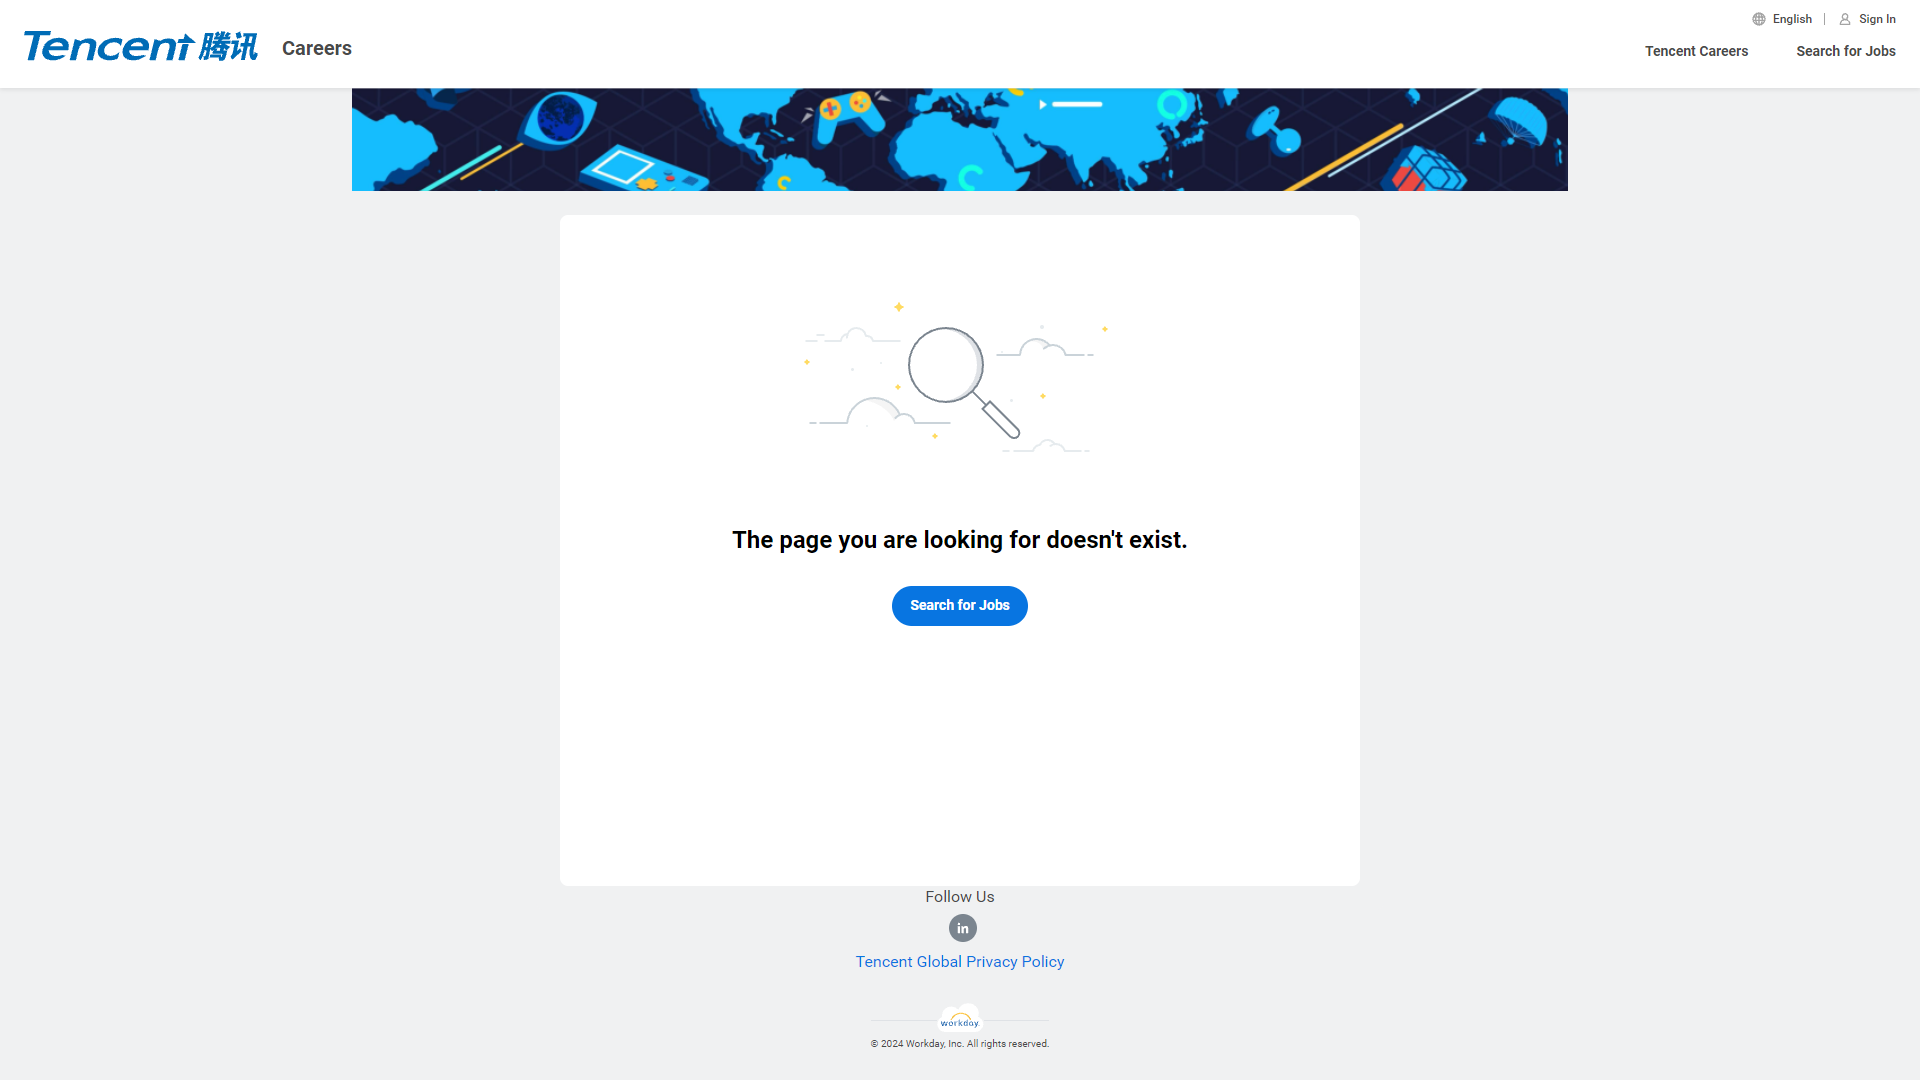 Tencent 腾讯
Careers
English
Sign In
Tencent Careers
Search for Jobs
The page you are looking for doesn't exist.
Search for Jobs
Follow Us
in
Tencent Global Privacy Policy
workday.
© 2024 Workday, Inc. All rights reserved.